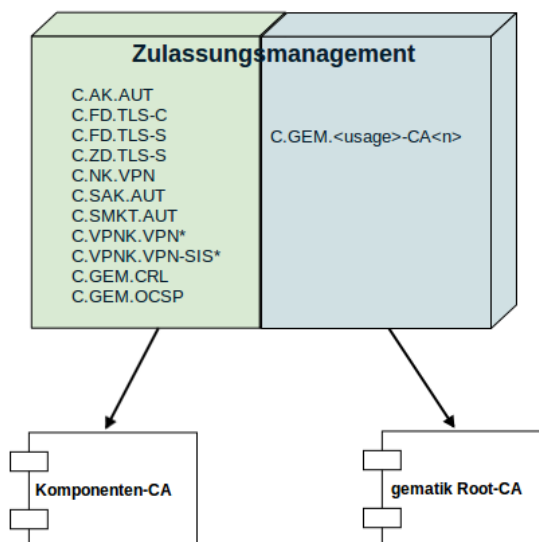 Zulassungsmanagement
C.AK.AUT
C.FD.TLS-C
C.FD.TLS-S
C.ZD.TLS-S
C.NK.VPN
C.SAK.AUT
C.SMKT.AUT
C.VPNK.VPN*
C.VPNK.VPN-SIS*
C.GEM.CRL
C.GEM.OCSP
C.GEM.<usage>-CA<n>
Komponenten-CA
gematik Root-CA